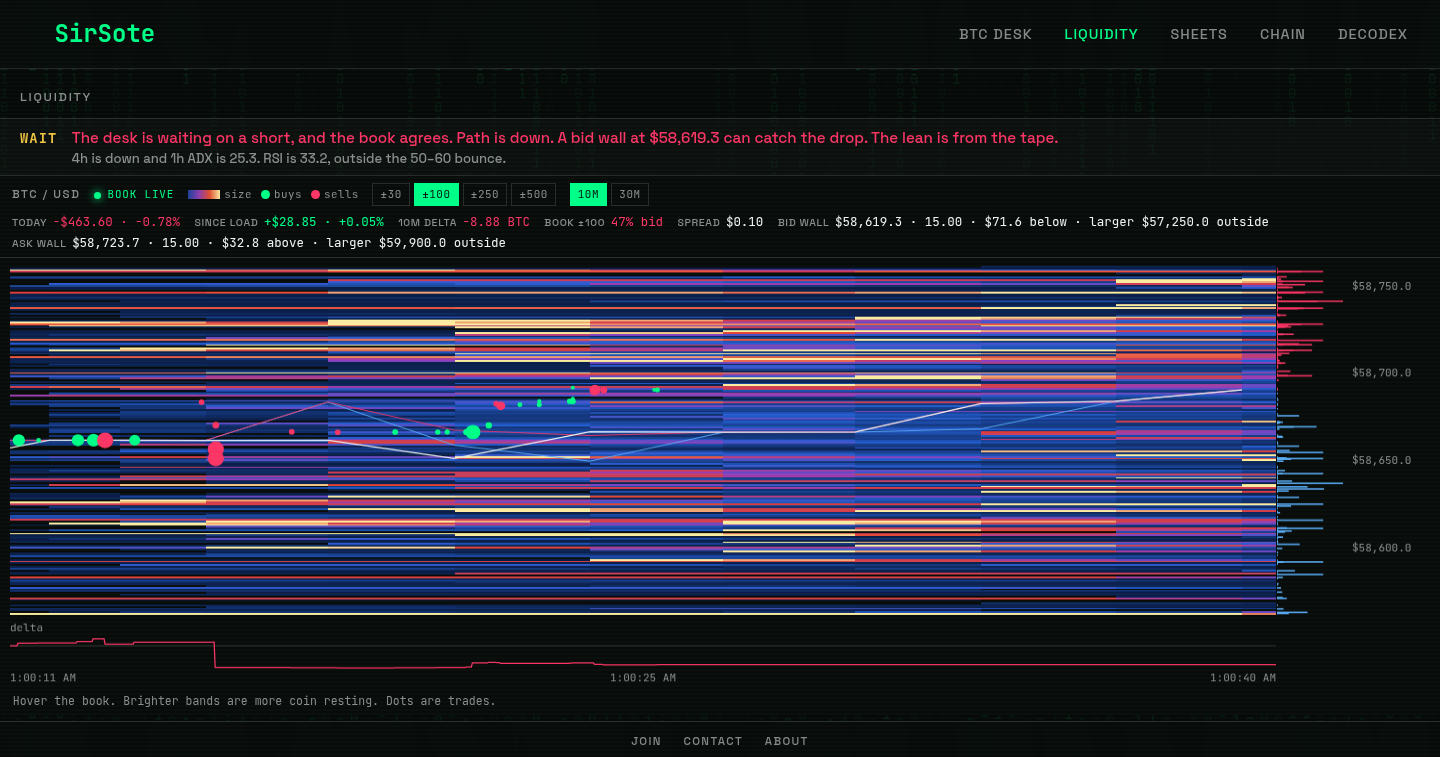 SirSote
BTC DESK LIQUIDITY SHEETS CHAIN DECODEX
LIQUIDITY
WAIT The desk is waiting on a short, and the book agrees. Path is down. A bid wall at $58,619.3 can catch the drop. The lean is from the tape.
4h is down and 1h ADX is 25.3. RSI is 33.2, outside the 50–60 bounce.
BTC / USD BOOK LIVE size buys sells ±30 ±100 ±250 ±500 10M 30M
TODAY -$463.60 · -0.78% SINCE LOAD +$28.85 · +0.05% 10M DELTA -8.88 BTC BOOK ±100 47% bid SPREAD $0.10 BID WALL $58,619.3 · 15.00 · $71.6 below · larger $57,250.0 outside
ASK WALL $58,723.7 · 15.00 · $32.8 above · larger $59,900.0 outside
$58,750.0
$58,700.0
$58,650.0
$58,600.0
delta
1:00:11 AM 1:00:25 AM 1:00:40 AM
Hover the book. Brighter bands are more coin resting. Dots are trades.
JOIN CONTACT ABOUT